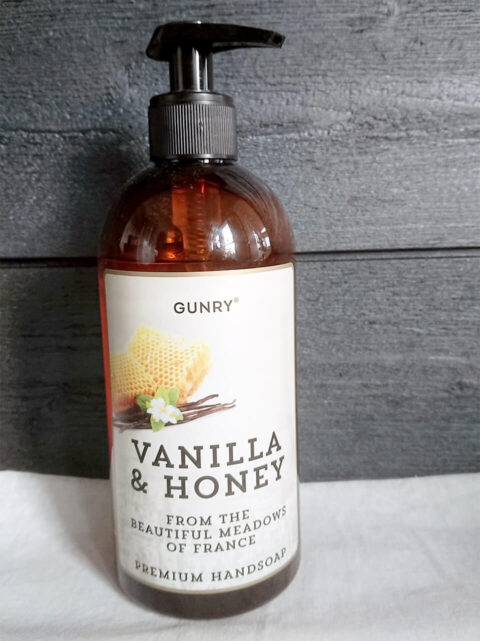 GUNRY®
VANILLA
& HONEY
FROM THE
BEAUTIFUL MEADOWS
OF FRANCE
PREMIUM HANDSOAP